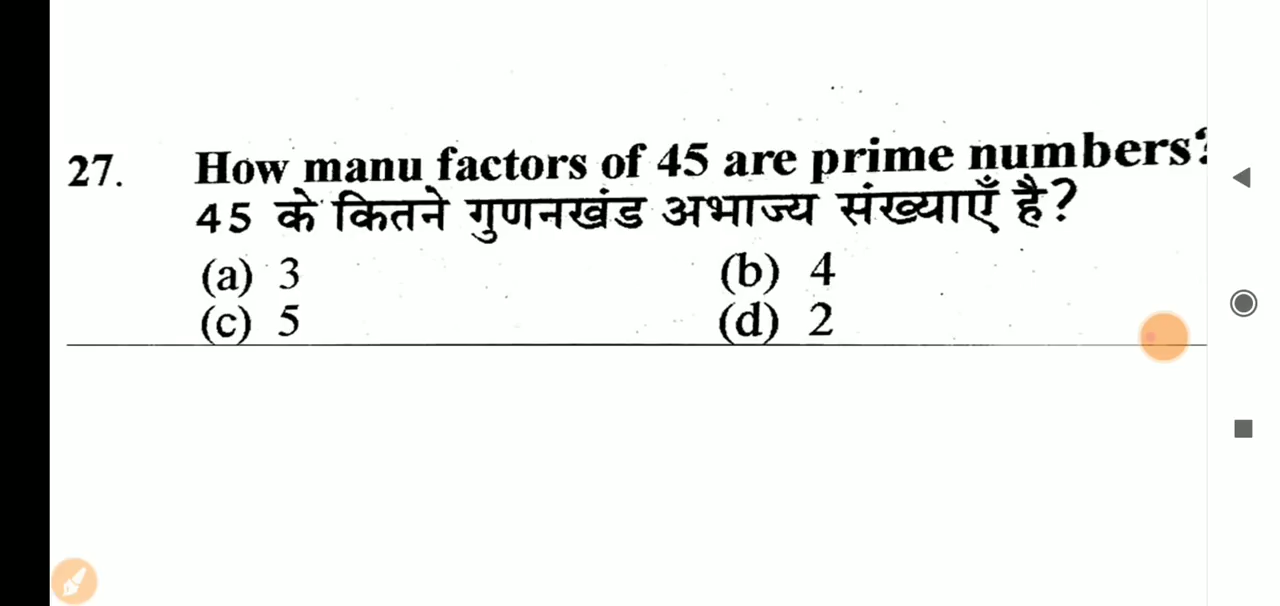 27. How manu factors of 45 are prime numbers?
45 के कितने गुणनखंड अभाज्य संख्याएँ है?
(a) 3 (b) 4
(c) 5 (d) 2